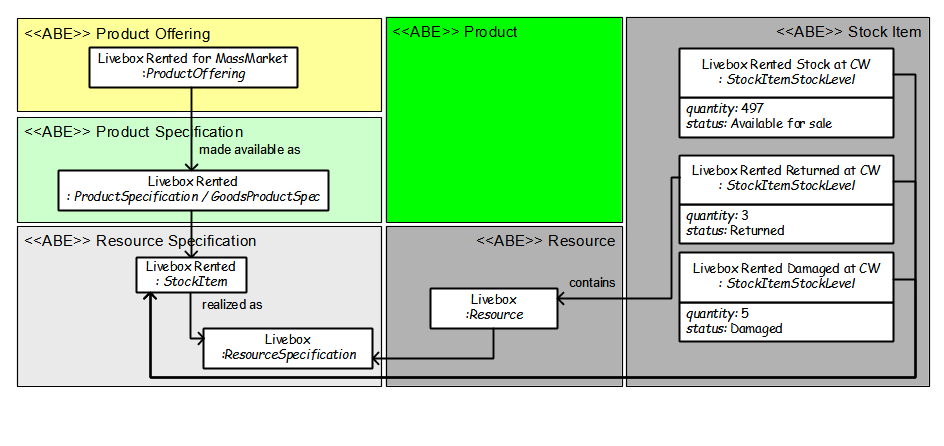 <<ABE>> Product Offering
Livebox Rented for MassMarket
:ProductOffering
<<ABE>> Product Specification
made available as
Livebox Rented
: ProductSpecification / GoodsProductSpec
<<ABE>> Resource Specification
Livebox Rented
: StockItem
realized as
Livebox
:ResourceSpecification
<<ABE>> Product
<<ABE>> Resource
Livebox
:Resource
contains
<<ABE>> Stock Item
Livebox Rented Stock at CW
: StockItemStockLevel
quantity: 497
status: Available for sale
Livebox Rented Returned at CW
: StockItemStockLevel
quantity: 3
status: Returned
Livebox Rented Damaged at CW
: StockItemStockLevel
quantity: 5
status: Damaged